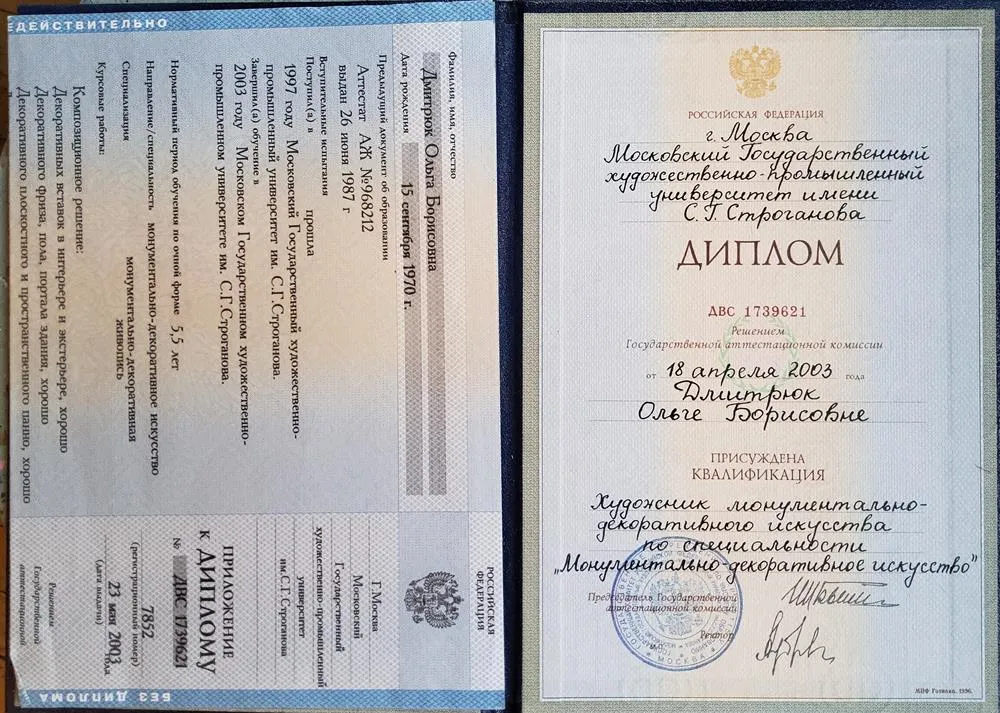 ДЕЙСТВИТЕЛЬНО
Фамилия, имя, отчество
Дмитрюк Ольга Борисовна
Дата рождения 15 сентября 1970 г.
Предыдущий документ об образовании
Аттестат АЖ №968212
выдан 26 июня 1987 г
Вступительные испытания прошла
Поступил(а) в
1997 году Московский Государственный художественно-
промышленный университет им. С.Г.Строганова.
Завершил(а) обучение в
2003 году Московском Государственном художественно-
промышленном университете им. С.Г.Строганова.
Нормативный период обучения по очной форме 5,5 лет
Направление/специальность монументально-декоративное искусство
Специализация монументально-декоративная
живопись
Курсовые работы:
Композиционное решение:
Декоративных вставок в интерьере и экстерьере, хорошо
Декоративного фриза, пола, портала здания, хорошо
Декоративного плоскостного и пространственного панно, хорошо
РОССИЙСКАЯ
ФЕДЕРАЦИЯ
Г.Москва
Московский
Государственный
художественно-промышленный
университет
им.С.Г.Строганова
ПРИЛОЖЕНИЕ
к ДИПЛОМУ
№ ДВС 1739621
7852
(регистрационный номер)
23 мая 2003 года
(дата выдачи)
Решением
Государственной
аттестационной
БЕЗ ДИПЛОМА
РОССИЙСКАЯ ФЕДЕРАЦИЯ
г. Москва
Московский Государственный
художественно-промышленный
университет имени
С.Г.Строганова
ДИПЛОМ
ДВС 1739621
Решением
Государственной аттестационной комиссии
от 18 апреля 2003 года
Дмитрюк
Ольге Борисовне
ПРИСУЖДЕНА
КВАЛИФИКАЦИЯ
Художник монументально-
декоративного искусства
по специальности
„Монументально-декоративное искусство"
Председатель Государственной
аттестационной комиссии
Ректор
МОСКВА
МПФ Гознака. 1996.